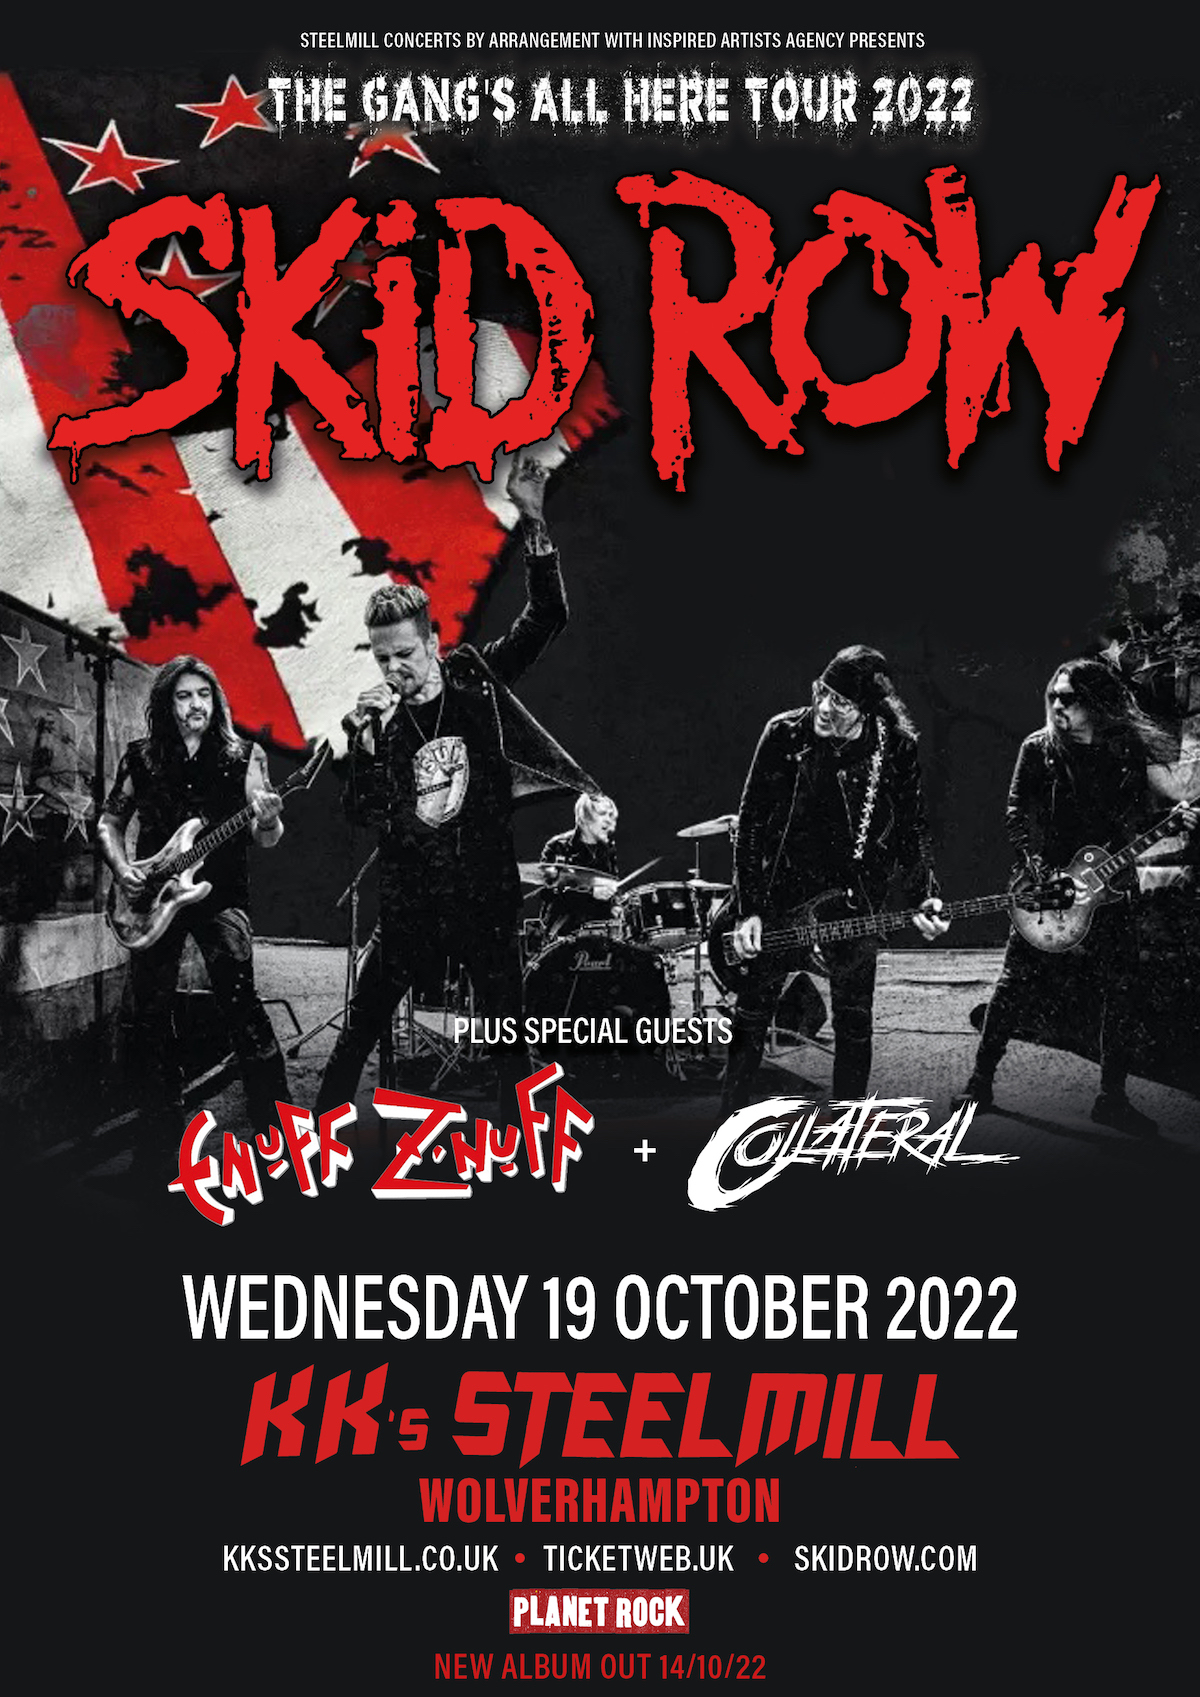 STEELMILL CONCERTS BY ARRANGEMENT WITH INSPIRED ARTISTS AGENCY PRESENTS
THE GANG'S ALL HERE TOUR 2022
SKiD ROW
Pearl
PLUS SPECIAL GUESTS
ENUFF Z'NUFF + COLLATERAL
WEDNESDAY 19 OCTOBER 2022
KK's STEELMILL
WOLVERHAMPTON
KKSSTEELMILL.CO.UK • TICKETWEB.UK • SKIDROW.COM
PLANET ROCK
NEW ALBUM OUT 14/10/22